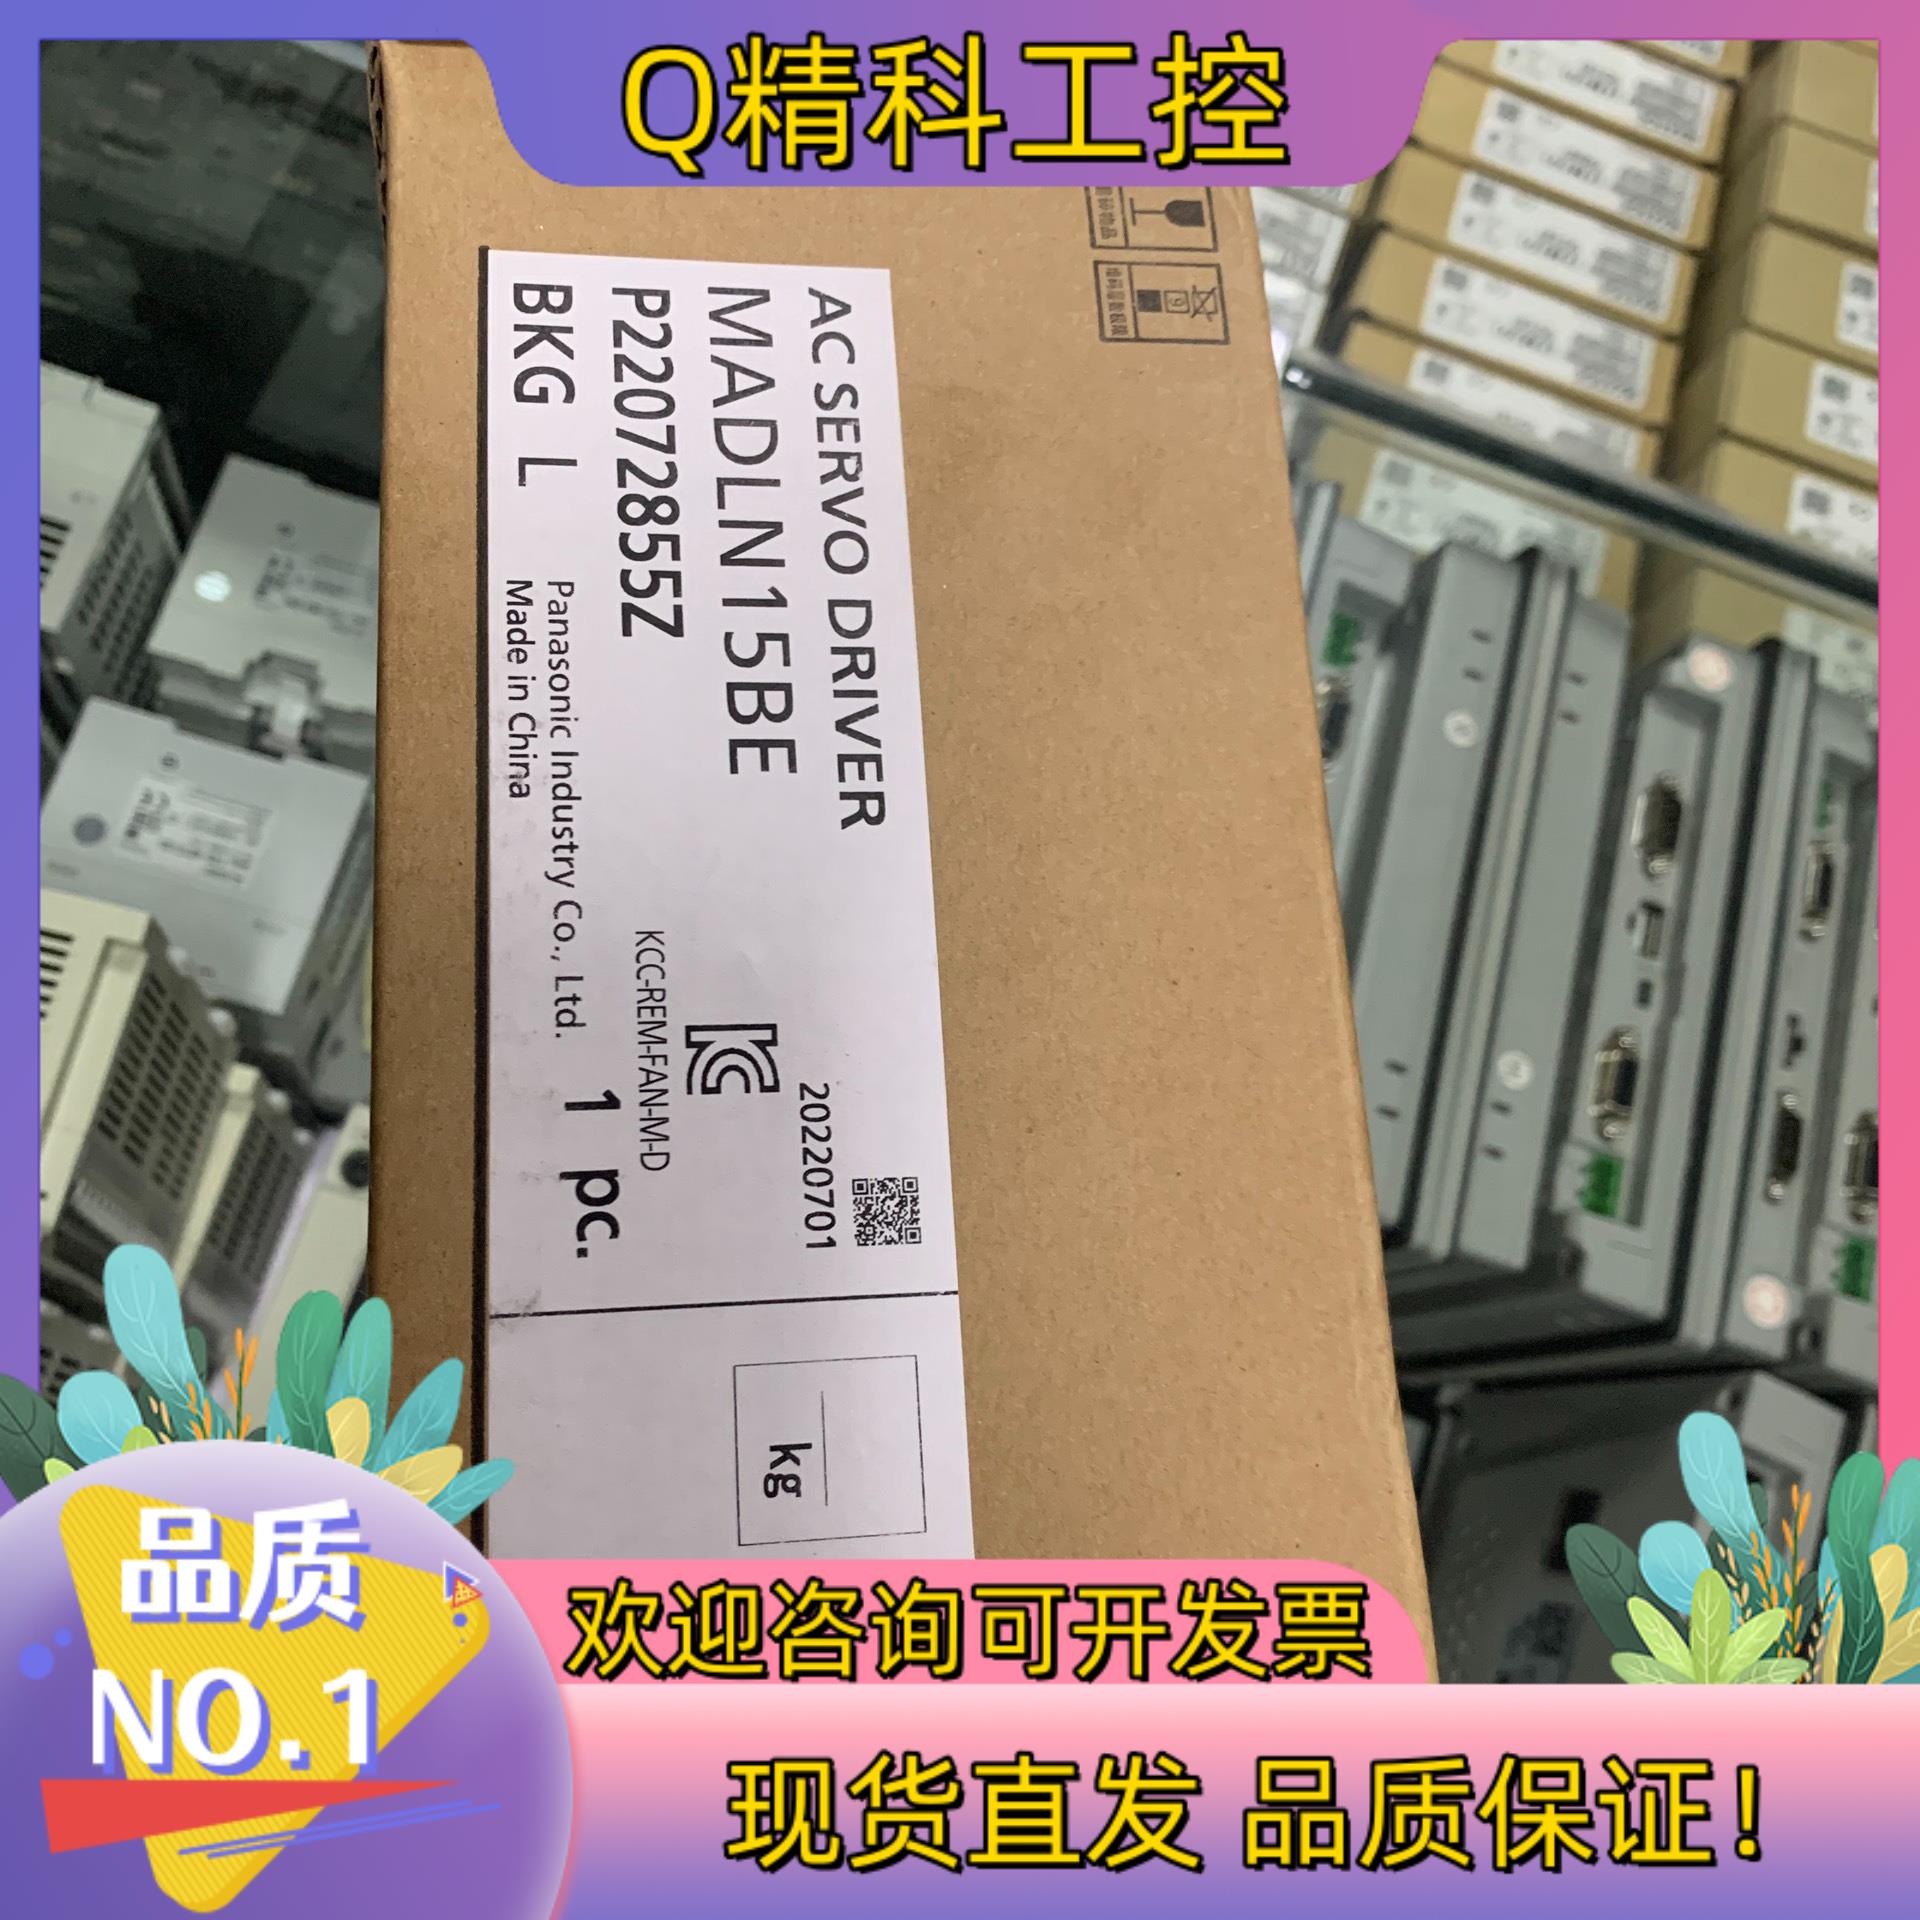 Q精科工控
AC SERVO DRIVER
20220701
MADLN15BE
P22072855Z
KCC-REM-FAN-M-D
BKG L
Panasonic Industry Co., Ltd.
Made in China
1 pc.
kg
品质
NO.1
欢迎咨询可开发票
现货直发 品质保证！